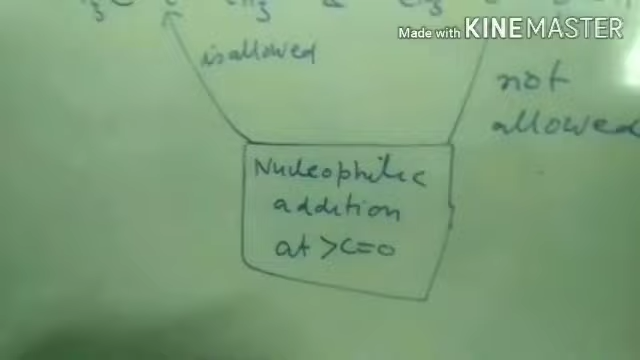 Made with KINEMASTER
is allowed
not
allowed
Nucleophilic
addition
at >C=O